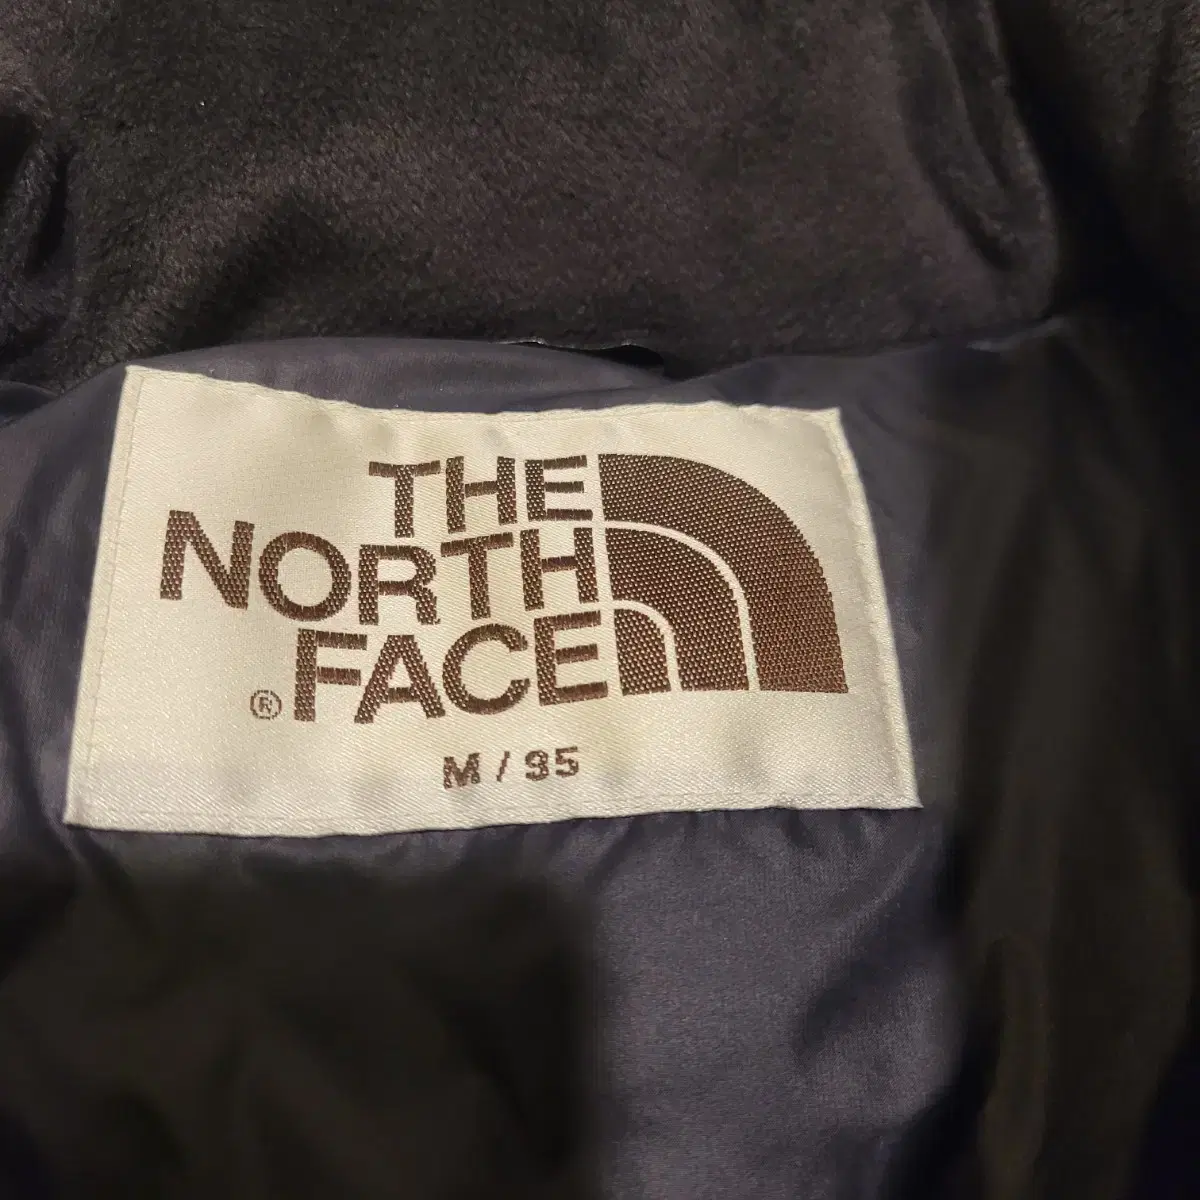 THE
NORTH
® FACE
M / 95